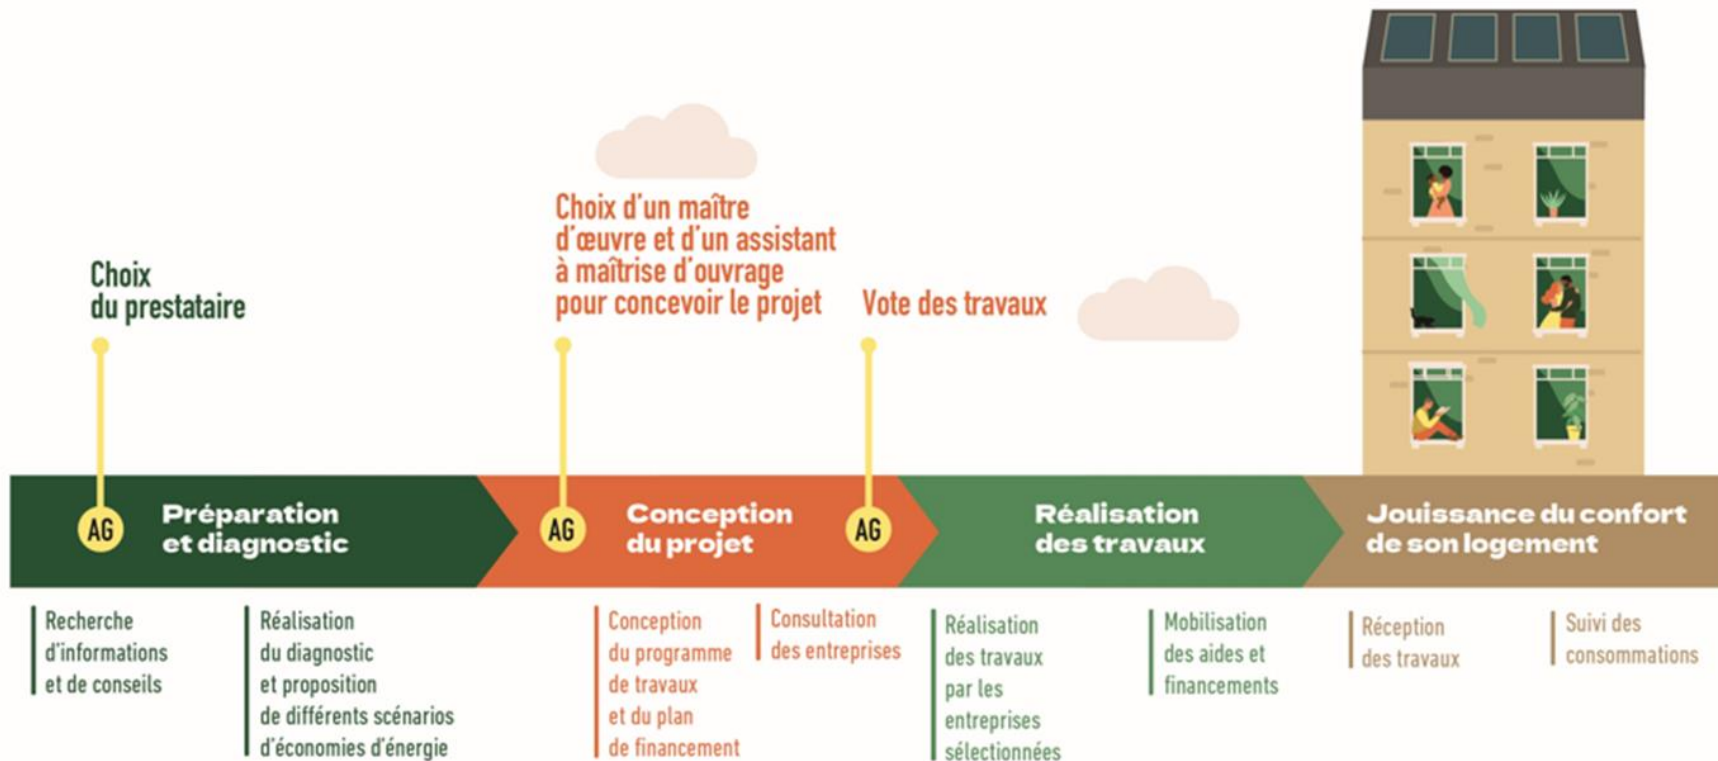 Choix
du prestataire
Choix d'un maître
d'œuvre et d'un assistant
à maîtrise d'ouvrage
pour concevoir le projet
Vote des travaux
AG
Préparation
et diagnostic
AG
Conception
du projet
AG
Réalisation
des travaux
Jouissance du confort
de son logement
Recherche
d'informations
et de conseils
Réalisation
du diagnostic
et proposition
de différents scénarios
d'économies d'énergie
Conception
du programme
de travaux
et du plan
de financement
Consultation
des entreprises
Réalisation
des travaux
par les
entreprises
sélectionnées
Mobilisation
des aides et
financements
Réception
des travaux
Suivi des
consommations